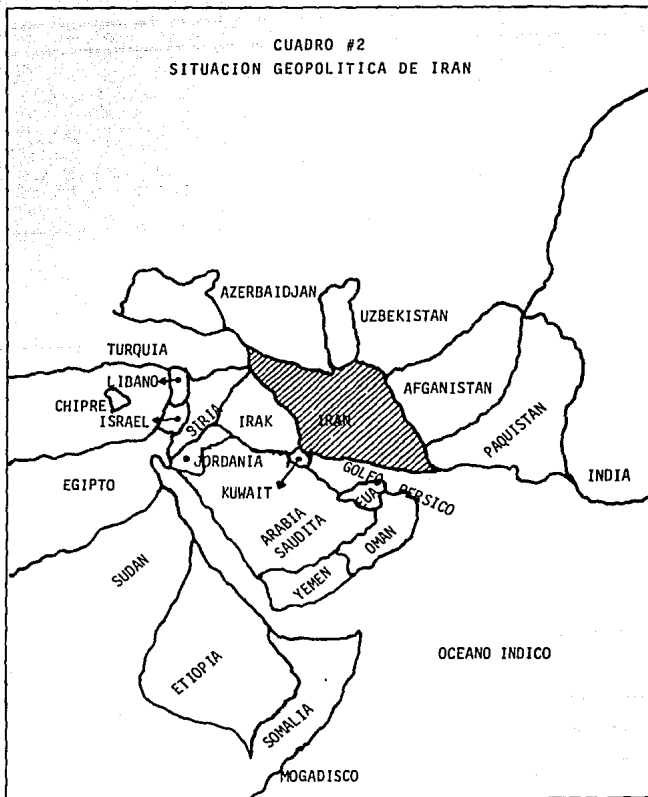 CUADRO #2
SITUACION GEOPOLITICA DE IRAN
AZERBAIDJAN
UZBEKISTAN
TURQUIA
LIBANO
AFGANISTAN
CHIPRE
ISRAEL
SIRIA
IRAK
IRAN
PAQUISTAN
JORDANIA
GOLFO PERSICO
INDIA
EGIPTO
KUWAIT
EUA
ARABIA
SAUDITA
OMAN
SUDAN
YEMEN
OCEANO INDICO
ETIOPIA
SOMALIA
MOGADISCO